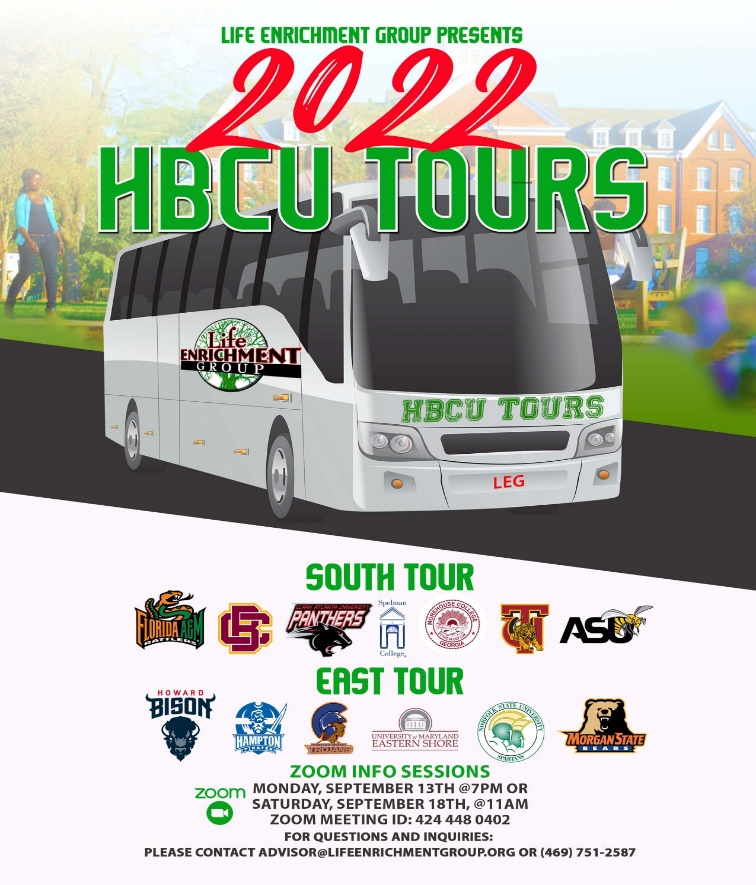 LIFE ENRICHMENT GROUP PRESENTS
2022
HBCU TOURS
Life
ENRICHMENT
GROUP
HBCU TOURS
LEG
SOUTH TOUR
FLORIDA A&M
RATTLERS
BC
CLARK ATLANTA UNIVERSITY
PANTHERS
Spelman
College
MOREHOUSE COLLEGE
GEORGIA
TU
ASU
EAST TOUR
HOWARD
BISON
HAMPTON
PIRATES
TROJANS
UNIVERSITY of MARYLAND
EASTERN SHORE
NORFOLK STATE UNIVERSITY
SPARTANS
MORGAN STATE
BEARS
ZOOM INFO SESSIONS
zoom
MONDAY, SEPTEMBER 13TH @7PM OR
SATURDAY, SEPTEMBER 18TH, @11AM
ZOOM MEETING ID: 424 448 0402
FOR QUESTIONS AND INQUIRIES:
PLEASE CONTACT ADVISOR@LIFEENRICHMENTGROUP.ORG OR (469) 751-2587